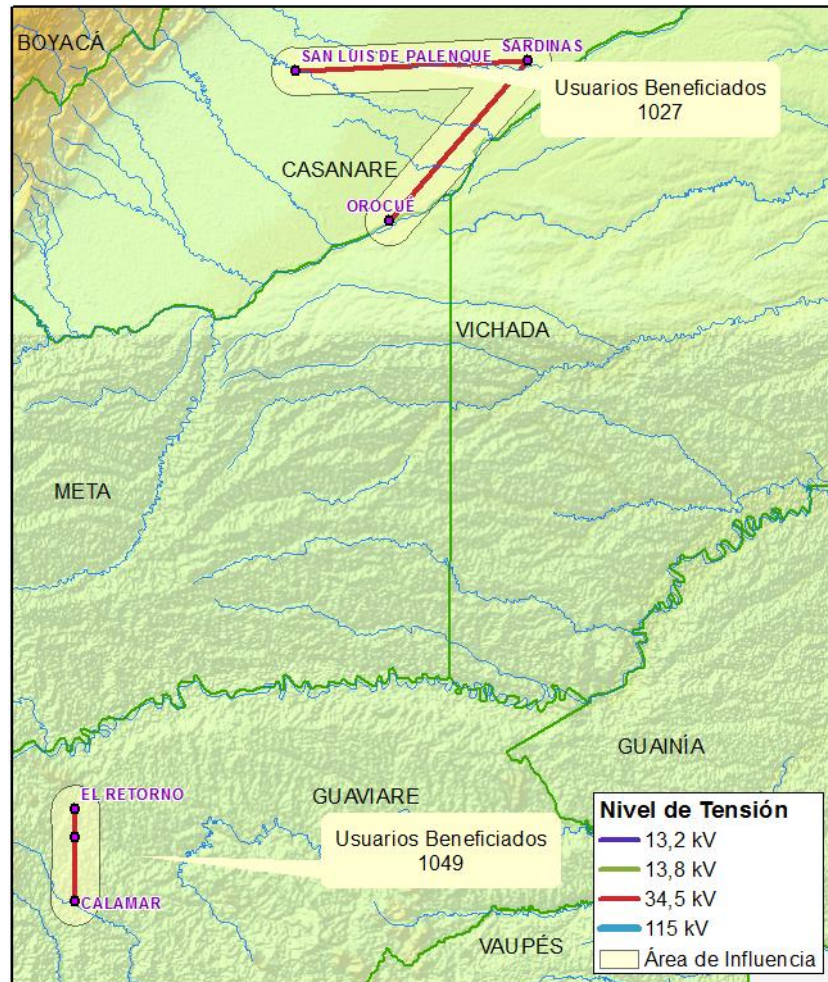 BOYACÁ
SAN LUIS DE PALENQUE
SARDINAS
Usuarios Beneficiados
1027
CASANARE
OROCUÉ
VICHADA
META
GUAINÍA
EL RETORNO
GUAVIARE
Usuarios Beneficiados
1049
CALAMAR
VAUPÉS
Nivel de Tensión
13,2 kV
13,8 kV
34,5 kV
115 kV
Área de Influencia